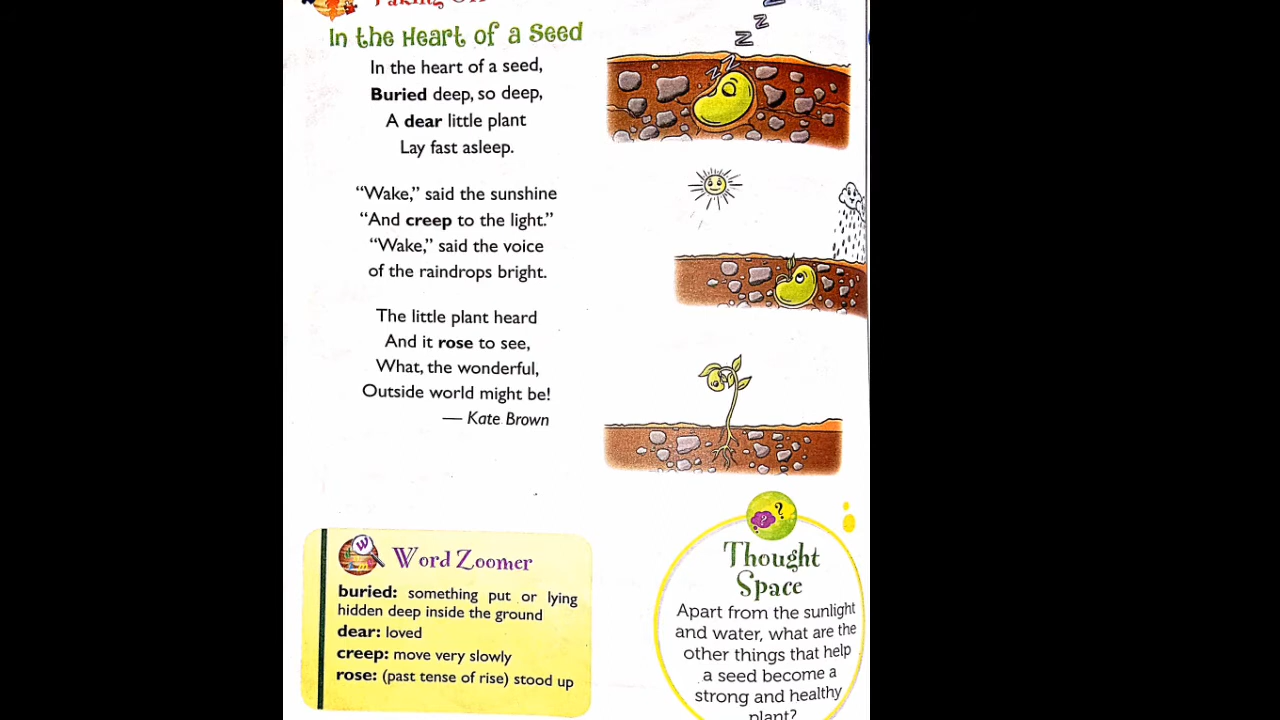 In the Heart of a Seed
In the heart of a seed,
Buried deep, so deep,
A dear little plant
Lay fast asleep.
“Wake,” said the sunshine
“And creep to the light.”
“Wake,” said the voice
of the raindrops bright.
The little plant heard
And it rose to see,
What, the wonderful,
Outside world might be!
— Kate Brown
z
z
z
z
z
W
Word Zoomer
buried: something put or lying
hidden deep inside the ground
dear: loved
creep: move very slowly
rose: (past tense of rise) stood up
? ?
Thought
Space
Apart from the sunlight
and water, what are the
other things that help
a seed become a
strong and healthy
plant?